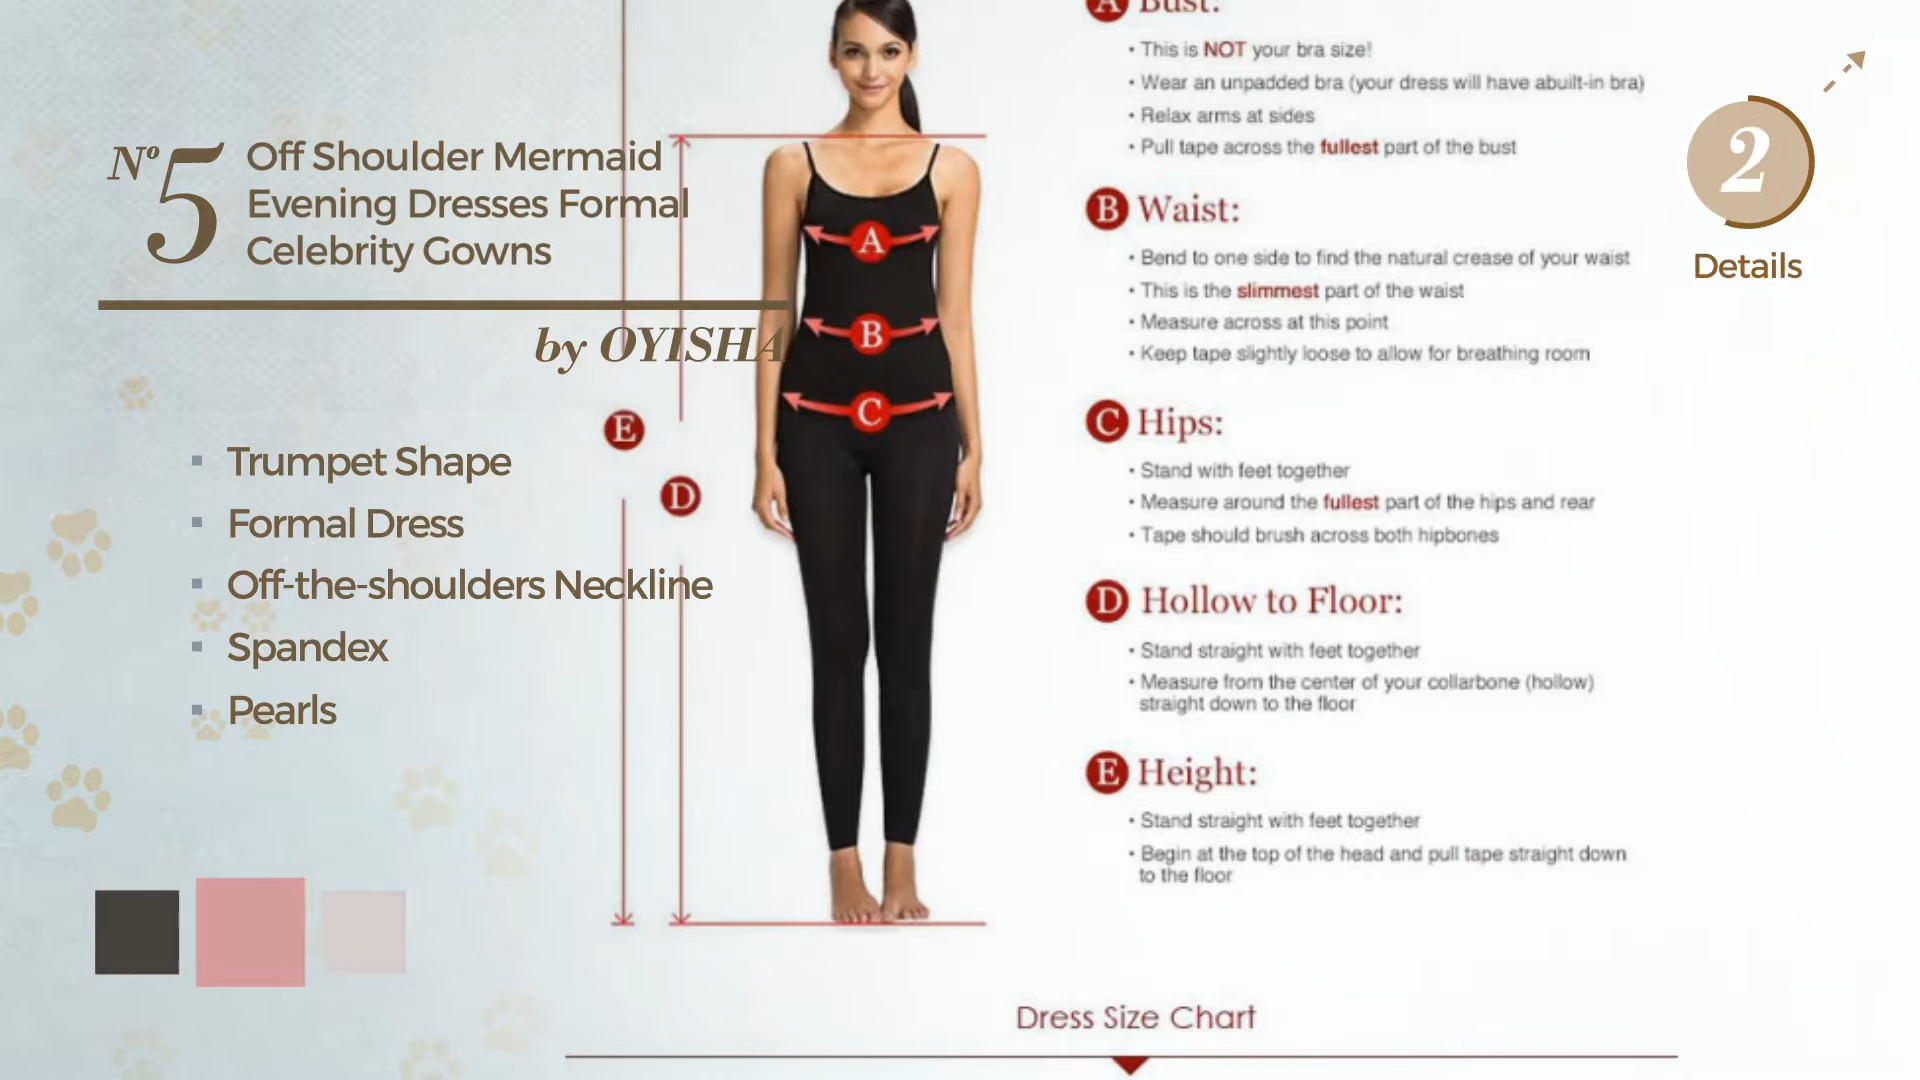 Nº5
Off Shoulder Mermaid
Evening Dresses Formal
Celebrity Gowns
by OYISHA
Trumpet Shape
Formal Dress
Off-the-shoulders Neckline
Spandex
Pearls
E
D
A
B
C
A Bust:
• This is NOT your bra size!
• Wear an unpadded bra (your dress will have abuilt-in bra)
• Relax arms at sides
• Pull tape across the fullest part of the bust
B Waist:
• Bend to one side to find the natural crease of your waist
• This is the slimmest part of the waist
• Measure across at this point
• Keep tape slightly loose to allow for breathing room
C Hips:
• Stand with feet together
• Measure around the fullest part of the hips and rear
• Tape should brush across both hipbones
D Hollow to Floor:
• Stand straight with feet together
• Measure from the center of your collarbone (hollow)
straight down to the floor
E Height:
• Stand straight with feet together
• Begin at the top of the head and pull tape straight down
to the floor
Dress Size Chart
2
Details